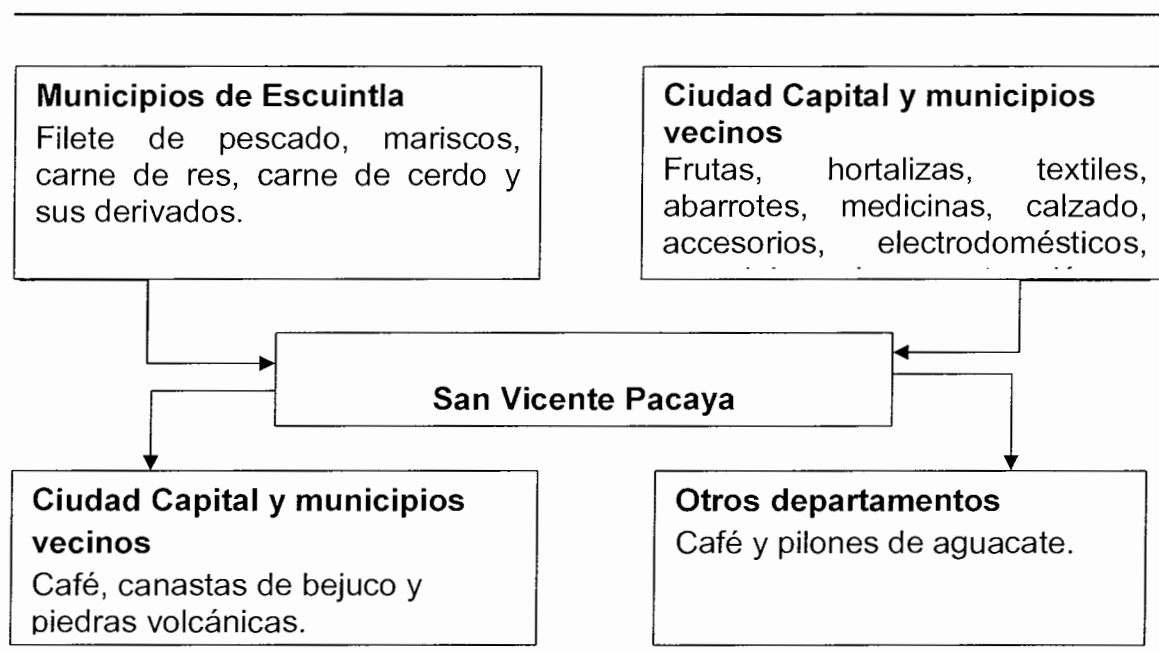 Municipios de Escuintla
Filete de pescado, mariscos,
carne de res, carne de cerdo y
sus derivados.
Ciudad Capital y municipios
vecinos
Frutas, hortalizas, textiles,
abarrotes, medicinas, calzado,
accesorios, electrodomésticos,
San Vicente Pacaya
Ciudad Capital y municipios
vecinos
Café, canastas de bejuco y
piedras volcánicas.
Otros departamentos
Café y pilones de aguacate.